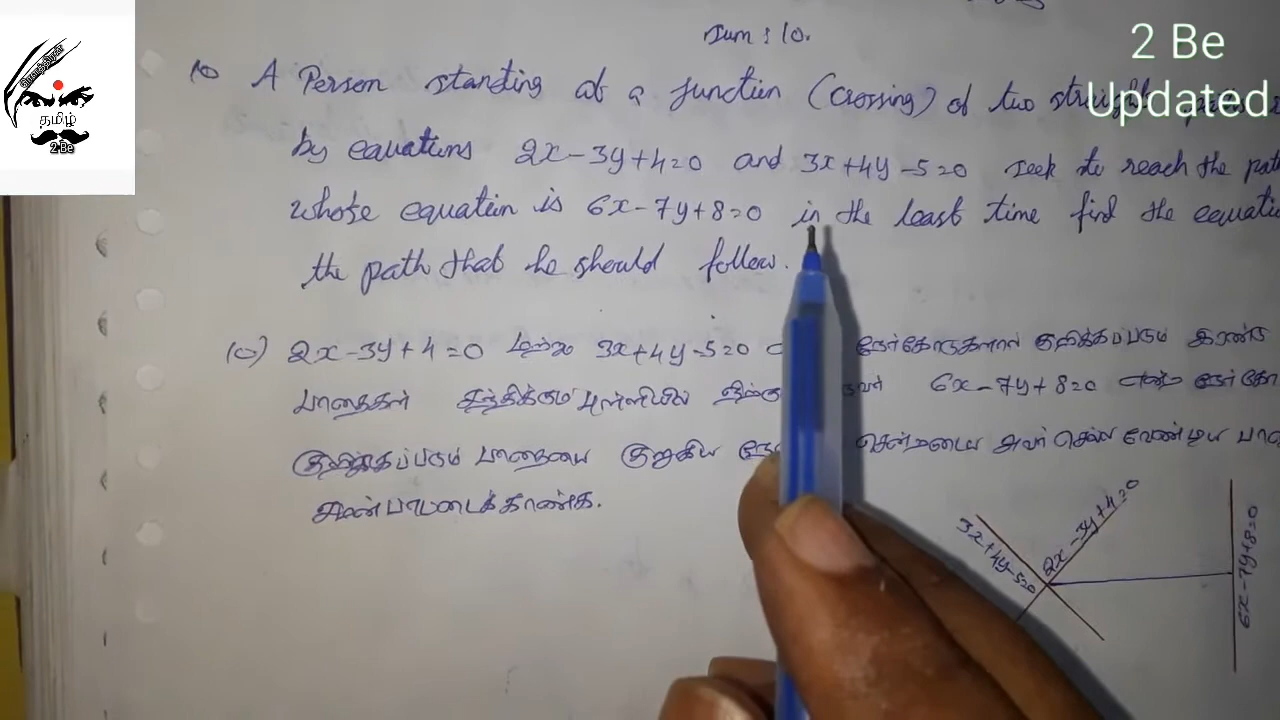 Sum : 10.
2 Be
Updated
தமிழ்
2 Be
10 A Person standing at a junction (crossing) of two straight paths
by equations 2x-3y+4=0 and 3x+4y-5=0 seek to reach the path
whose equation is 6x-7y+8=0 in the least time find the equation
the path that he should follow.
10) 2x-3y+4=0 மற்றும் 3x+4y-5=0 நேர்கோடுகளால் குறிக்கப்படும் இரண்டு
பாதைகள் சந்திக்கும் புள்ளியில் 6x-7y+8=0 என்ற
குறிக்கப்படும் பாதையை குறுகிய சென்றடைய அவர் செல்ல வேண்டிய
சமன்பாட்டைக் காண்க.
3x+4y-5=0
2x-3y+4=0
6x-7y+8=0